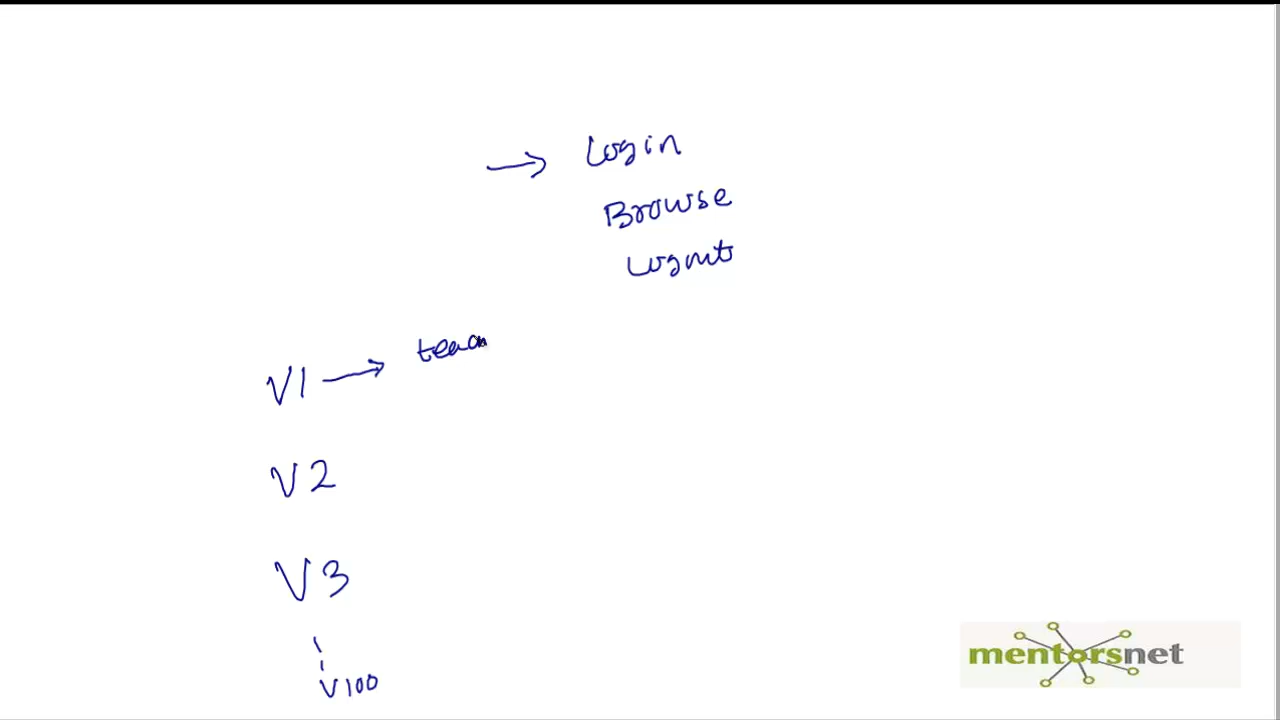 → Login
Browse
Logout
V1 →
V2
V3
V100
mentorsnet